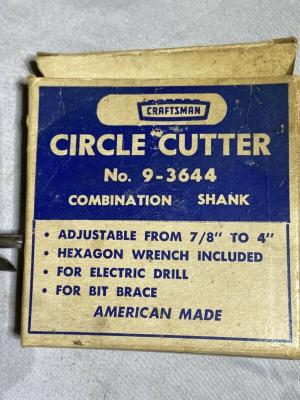 CRAFTSMAN
CIRCLE CUTTER
No. 9-3644
COMBINATION SHANK
• ADJUSTABLE FROM 7/8" TO 4"
• HEXAGON WRENCH INCLUDED
• FOR ELECTRIC DRILL
• FOR BIT BRACE
AMERICAN MADE